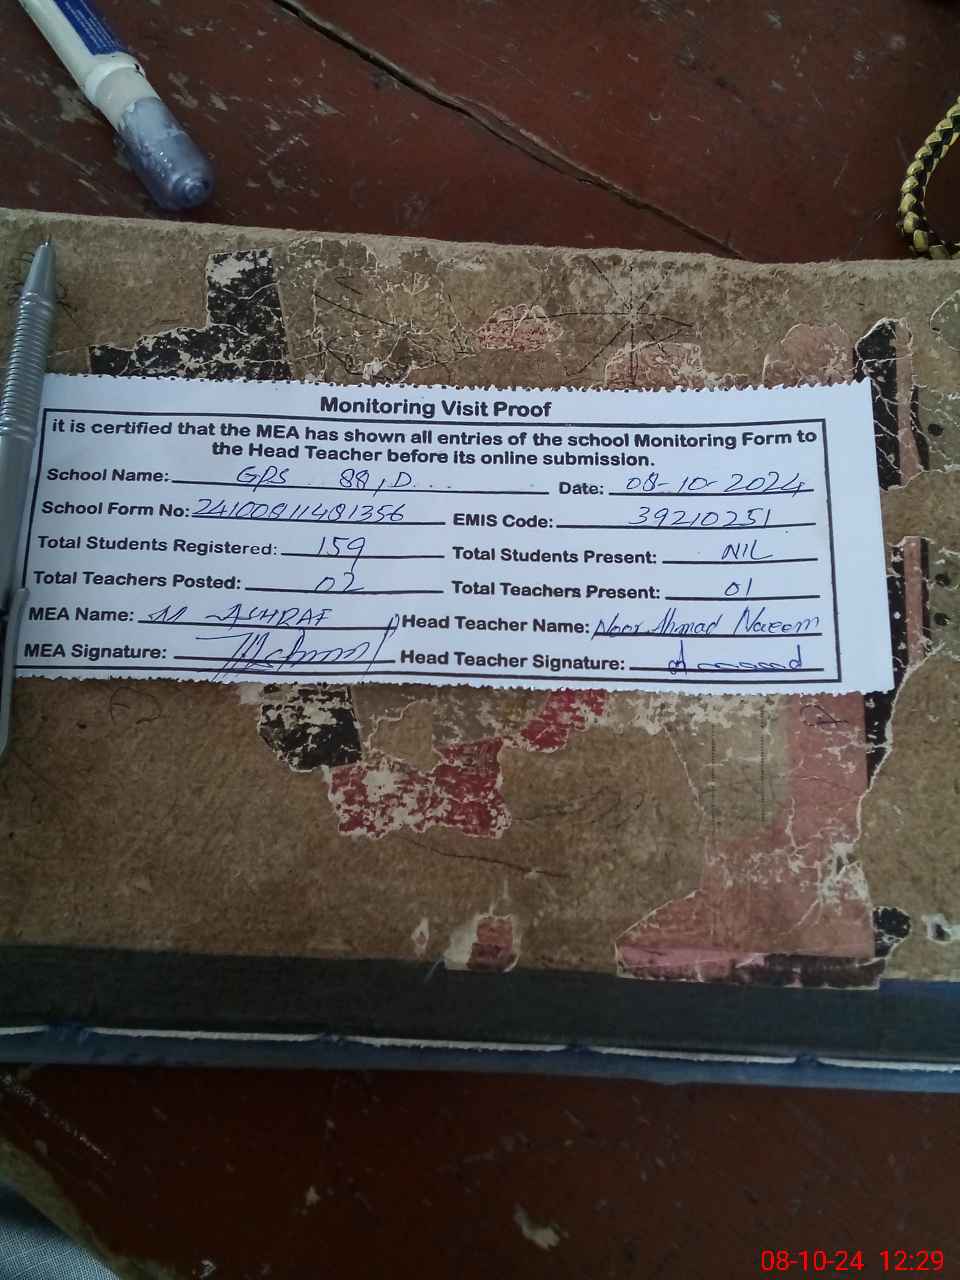 Monitoring Visit Proof
it is certified that the MEA has shown all entries of the school Monitoring Form to
the Head Teacher before its online submission.
School Name: GPS 88,D... Date: 08-10-2024
School Form No: 24100811481356 EMIS Code: 39210251
Total Students Registered: 159 Total Students Present: NIL
Total Teachers Posted: 02 Total Teachers Present: 01
MEA Name: M ASHRAF Head Teacher Name: Noor Ahmad Naeem
MEA Signature: Head Teacher Signature:
08-10-24 12:29